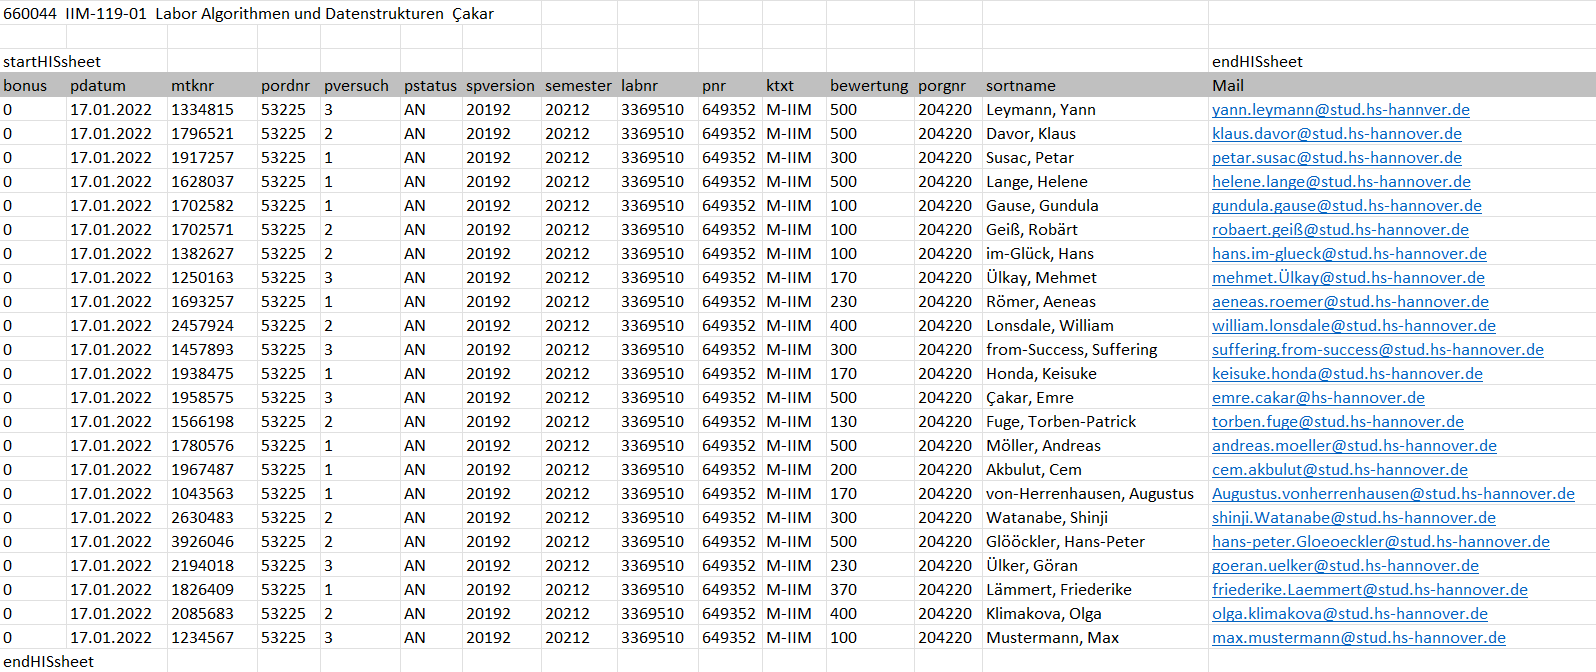 660044 IIM-119-01 Labor Algorithmen und Datenstrukturen Çakar
startHISsheet endHISsheet
bonus pdatum mtknr pordnr pversuch pstatus spversion semester labnr pnr ktxt bewertung porgnr sortname Mail
0 17.01.2022 1334815 53225 3 AN 20192 20212 3369510 649352 M-IIM 500 204220 Leymann, Yann yann.leymann@stud.hs-hannver.de
0 17.01.2022 1796521 53225 2 AN 20192 20212 3369510 649352 M-IIM 500 204220 Davor, Klaus klaus.davor@stud.hs-hannover.de
0 17.01.2022 1917257 53225 1 AN 20192 20212 3369510 649352 M-IIM 300 204220 Susac, Petar petar.susac@stud.hs-hannover.de
0 17.01.2022 1628037 53225 1 AN 20192 20212 3369510 649352 M-IIM 500 204220 Lange, Helene helene.lange@stud.hs-hannover.de
0 17.01.2022 1702582 53225 1 AN 20192 20212 3369510 649352 M-IIM 100 204220 Gause, Gundula gundula.gause@stud.hs-hannover.de
0 17.01.2022 1702571 53225 2 AN 20192 20212 3369510 649352 M-IIM 100 204220 Geiß, Robärt robaert.geiß@stud.hs-hannover.de
0 17.01.2022 1382627 53225 2 AN 20192 20212 3369510 649352 M-IIM 100 204220 im-Glück, Hans hans.im-glueck@stud.hs-hannover.de
0 17.01.2022 1250163 53225 3 AN 20192 20212 3369510 649352 M-IIM 170 204220 Ülkay, Mehmet mehmet.Ülkay@stud.hs-hannover.de
0 17.01.2022 1693257 53225 1 AN 20192 20212 3369510 649352 M-IIM 230 204220 Römer, Aeneas aeneas.roemer@stud.hs-hannover.de
0 17.01.2022 2457924 53225 2 AN 20192 20212 3369510 649352 M-IIM 400 204220 Lonsdale, William william.lonsdale@stud.hs-hannover.de
0 17.01.2022 1457893 53225 3 AN 20192 20212 3369510 649352 M-IIM 300 204220 from-Success, Suffering suffering.from-success@stud.hs-hannover.de
0 17.01.2022 1938475 53225 1 AN 20192 20212 3369510 649352 M-IIM 170 204220 Honda, Keisuke keisuke.honda@stud.hs-hannover.de
0 17.01.2022 1958575 53225 3 AN 20192 20212 3369510 649352 M-IIM 500 204220 Çakar, Emre emre.cakar@hs-hannover.de
0 17.01.2022 1566198 53225 2 AN 20192 20212 3369510 649352 M-IIM 130 204220 Fuge, Torben-Patrick torben.fuge@stud.hs-hannover.de
0 17.01.2022 1780576 53225 1 AN 20192 20212 3369510 649352 M-IIM 500 204220 Möller, Andreas andreas.moeller@stud.hs-hannover.de
0 17.01.2022 1967487 53225 1 AN 20192 20212 3369510 649352 M-IIM 200 204220 Akbulut, Cem cem.akbulut@stud.hs-hannover.de
0 17.01.2022 1043563 53225 1 AN 20192 20212 3369510 649352 M-IIM 170 204220 von-Herrenhausen, Augustus Augustus.vonherrenhausen@stud.hs-hannover.de
0 17.01.2022 2630483 53225 2 AN 20192 20212 3369510 649352 M-IIM 300 204220 Watanabe, Shinji shinji.Watanabe@stud.hs-hannover.de
0 17.01.2022 3926046 53225 2 AN 20192 20212 3369510 649352 M-IIM 500 204220 Glööckler, Hans-Peter hans-peter.Gloeoeckler@stud.hs-hannover.de
0 17.01.2022 2194018 53225 3 AN 20192 20212 3369510 649352 M-IIM 230 204220 Ülker, Göran goeran.uelker@stud.hs-hannover.de
0 17.01.2022 1826409 53225 1 AN 20192 20212 3369510 649352 M-IIM 370 204220 Lämmert, Friederike friederike.Laemmert@stud.hs-hannover.de
0 17.01.2022 2085683 53225 2 AN 20192 20212 3369510 649352 M-IIM 400 204220 Klimakova, Olga olga.klimakova@stud.hs-hannover.de
0 17.01.2022 1234567 53225 3 AN 20192 20212 3369510 649352 M-IIM 100 204220 Mustermann, Max max.mustermann@stud.hs-hannover.de
endHISsheet